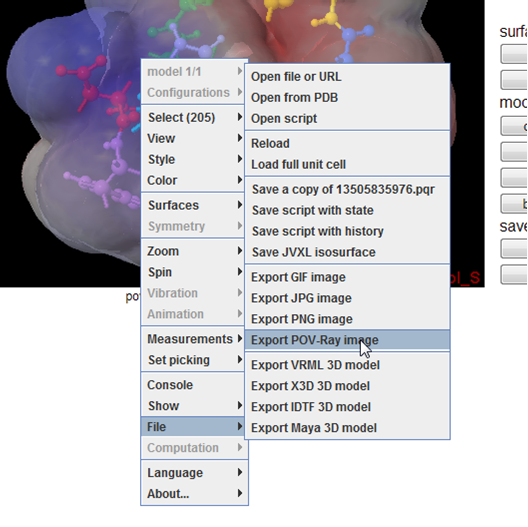 model 1/1
Configurations
Select (205)
View
Style
Color
Surfaces
Symmetry
Zoom
Spin
Vibration
Animation
Measurements
Set picking
Console
Show
File
Computation
Language
About...
Open file or URL
Open from PDB
Open script
Reload
Load full unit cell
Save a copy of 13505835976.pqr
Save script with state
Save script with history
Save JVXL isosurface
Export GIF image
Export JPG image
Export PNG image
Export POV-Ray image
Export VRML 3D model
Export X3D 3D model
Export IDTF 3D model
Export Maya 3D model
ol_S
po
surfa
mod
b
save